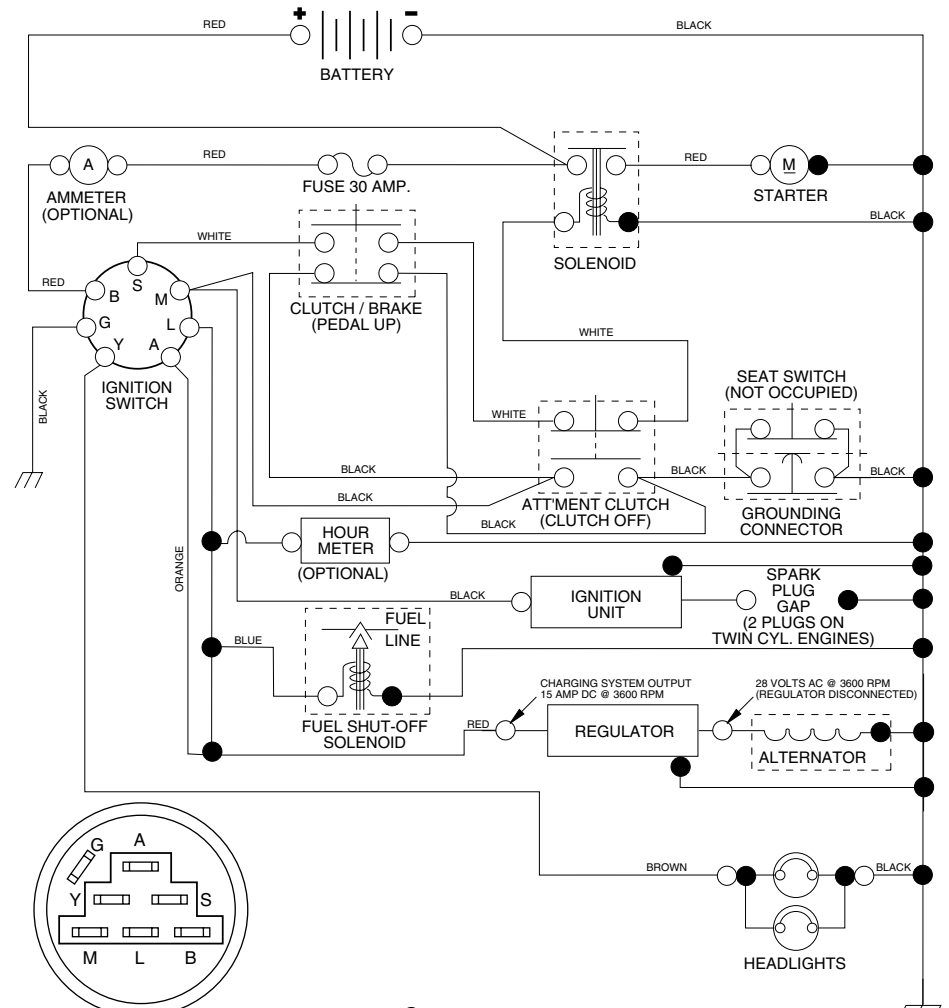 + -
RED
BLACK
BATTERY
A
RED
FUSE 30 AMP.
AMMETER
(OPTIONAL)
RED
M
STARTER
BLACK
SOLENOID
WHITE
CLUTCH / BRAKE
(PEDAL UP)
RED
S
B
M
G
L
Y
A
IGNITION
SWITCH
BLACK
WHITE
SEAT SWITCH
(NOT OCCUPIED)
WHITE
BLACK
BLACK
BLACK
BLACK
ATT'MENT CLUTCH
(CLUTCH OFF)
GROUNDING
CONNECTOR
BLACK
HOUR
METER
(OPTIONAL)
ORANGE
BLACK
IGNITION
UNIT
SPARK
PLUG
GAP
(2 PLUGS ON
TWIN CYL. ENGINES)
BLUE
FUEL
LINE
FUEL SHUT-OFF
SOLENOID
CHARGING SYSTEM OUTPUT
15 AMP DC @ 3600 RPM
28 VOLTS AC @ 3600 RPM
(REGULATOR DISCONNECTED)
RED
REGULATOR
ALTERNATOR
BROWN
BLACK
HEADLIGHTS
G
A
Y
S
M
L
B